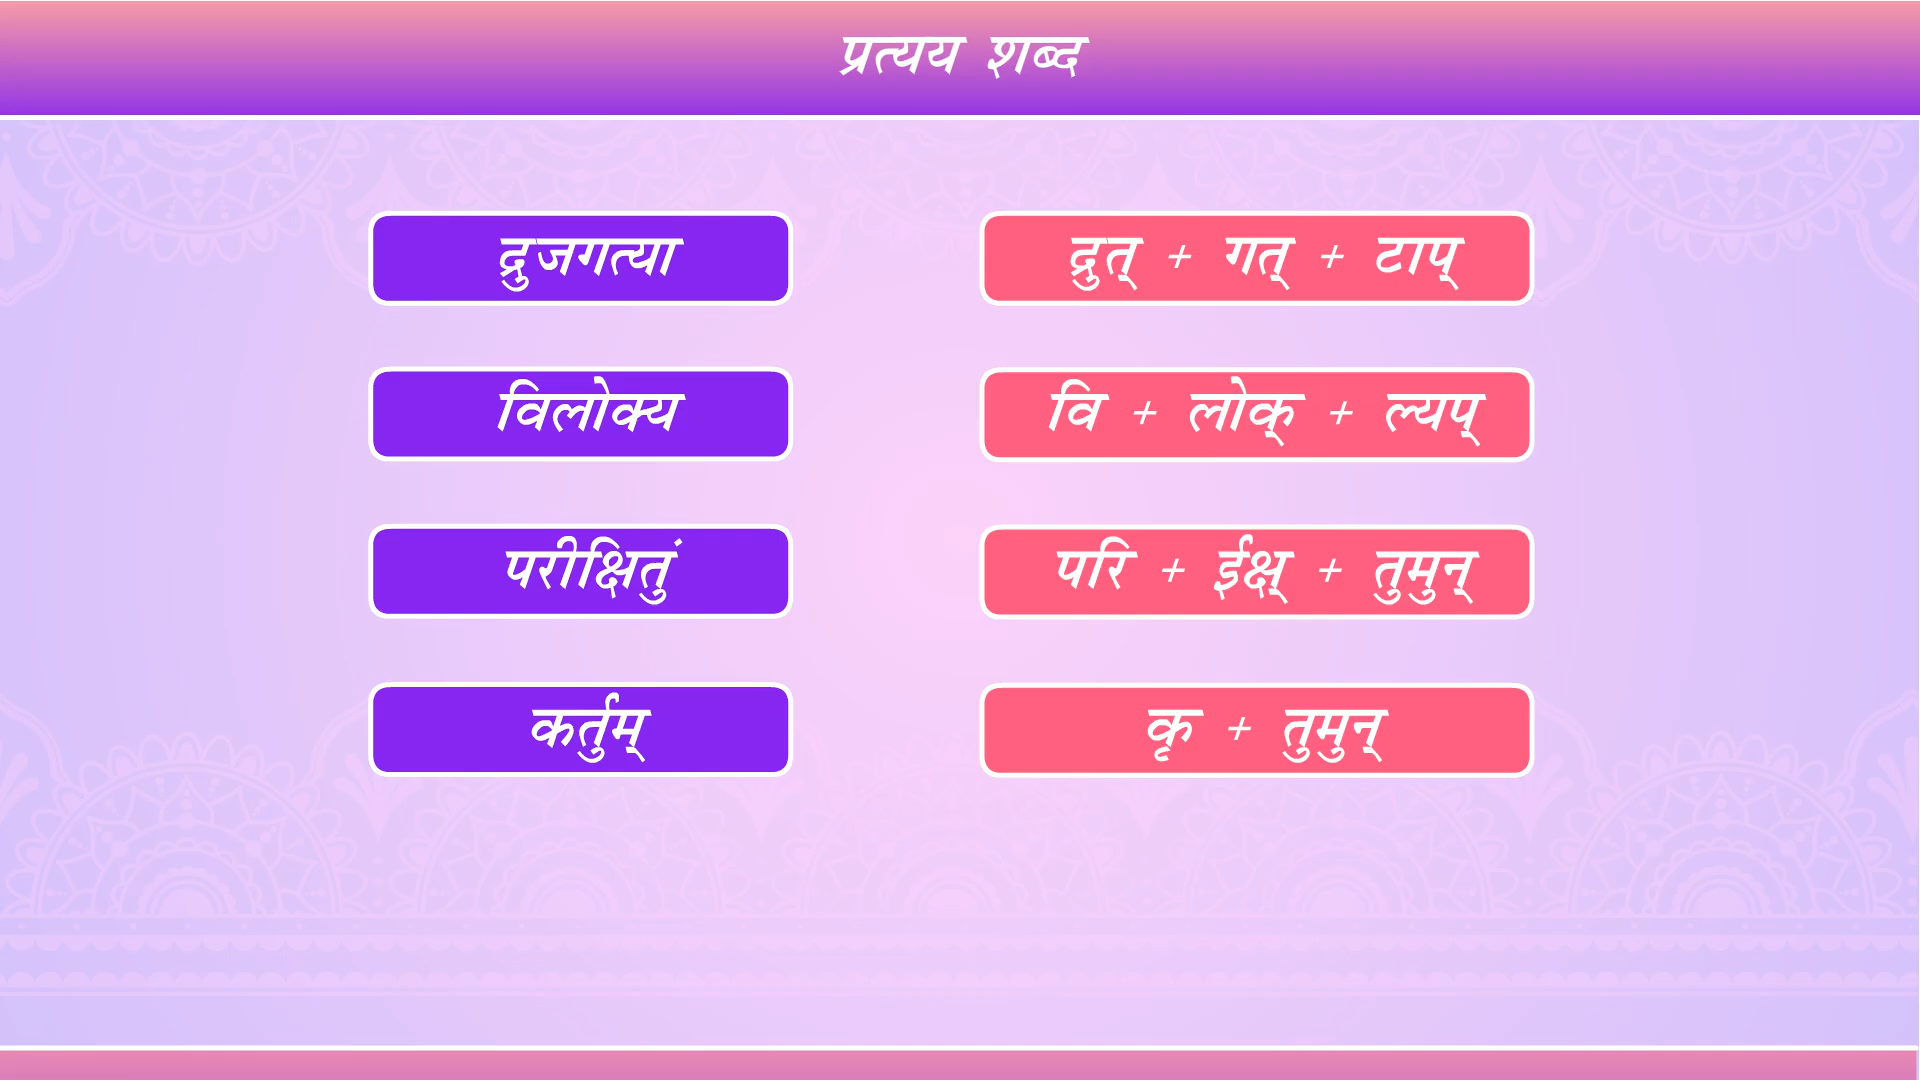 प्रत्यय शब्द
द्रुजगत्या
द्रुत् + गत् + टाप्
विलोक्य
वि + लोक् + ल्यप्
परीक्षितुं
परि + ईक्ष् + तुमुन्
कर्तुम्
कृ + तुमुन्